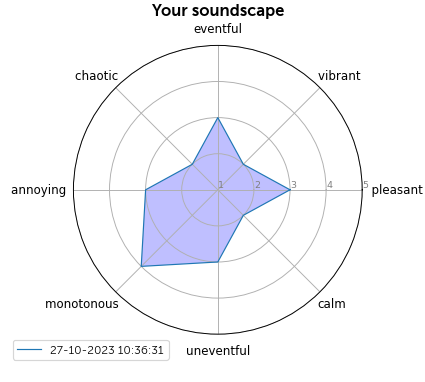 Your soundscape
eventful
chaotic
vibrant
annoying
1 2 3 4 5
pleasant
monotonous
calm
uneventful
27-10-2023 10:36:31